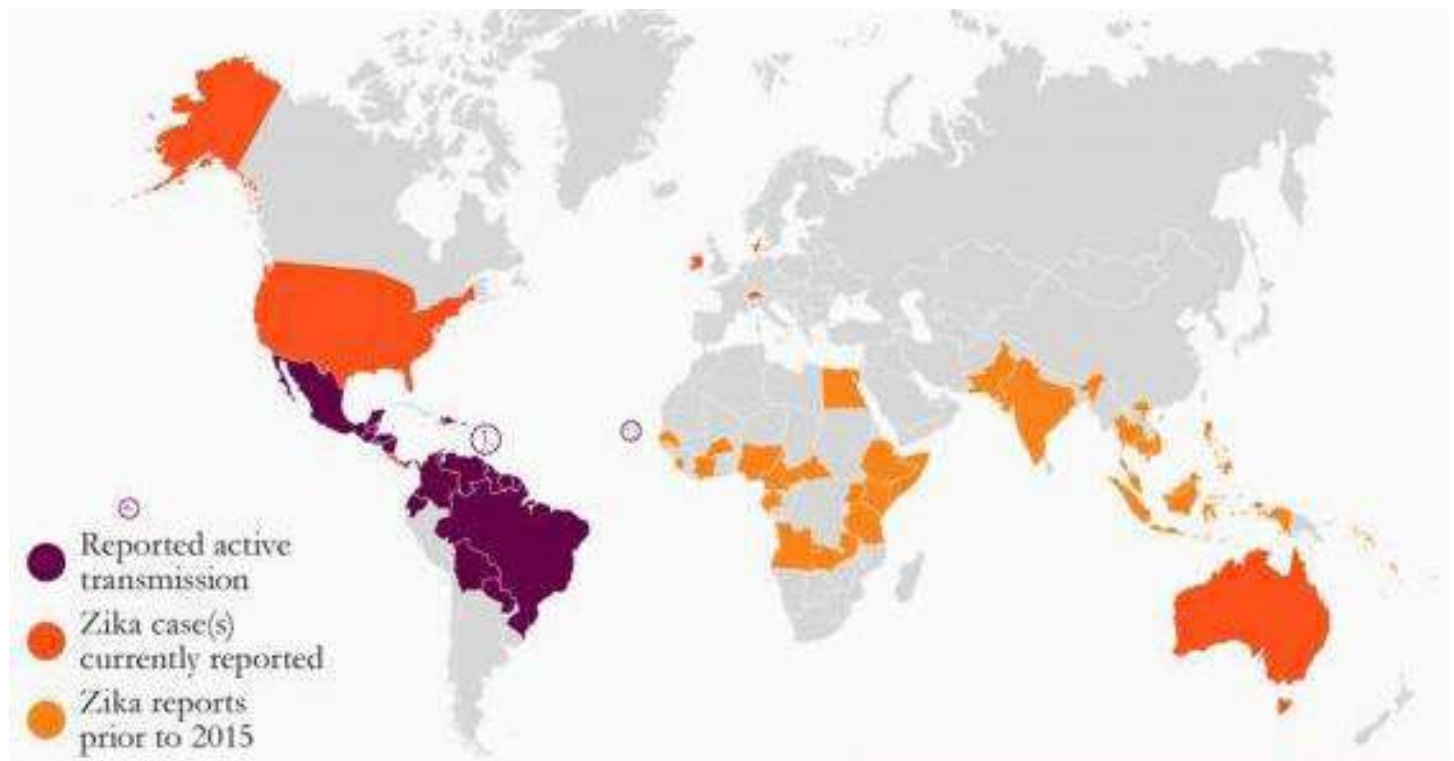 Reported active
transmission
Zika case(s)
currently reported
Zika reports
prior to 2015